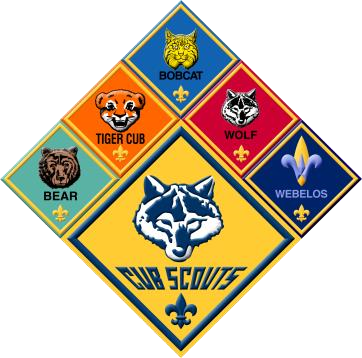 BOBCAT
TIGER CUB
WOLF
BEAR
WEBELOS
CUB SCOUTS